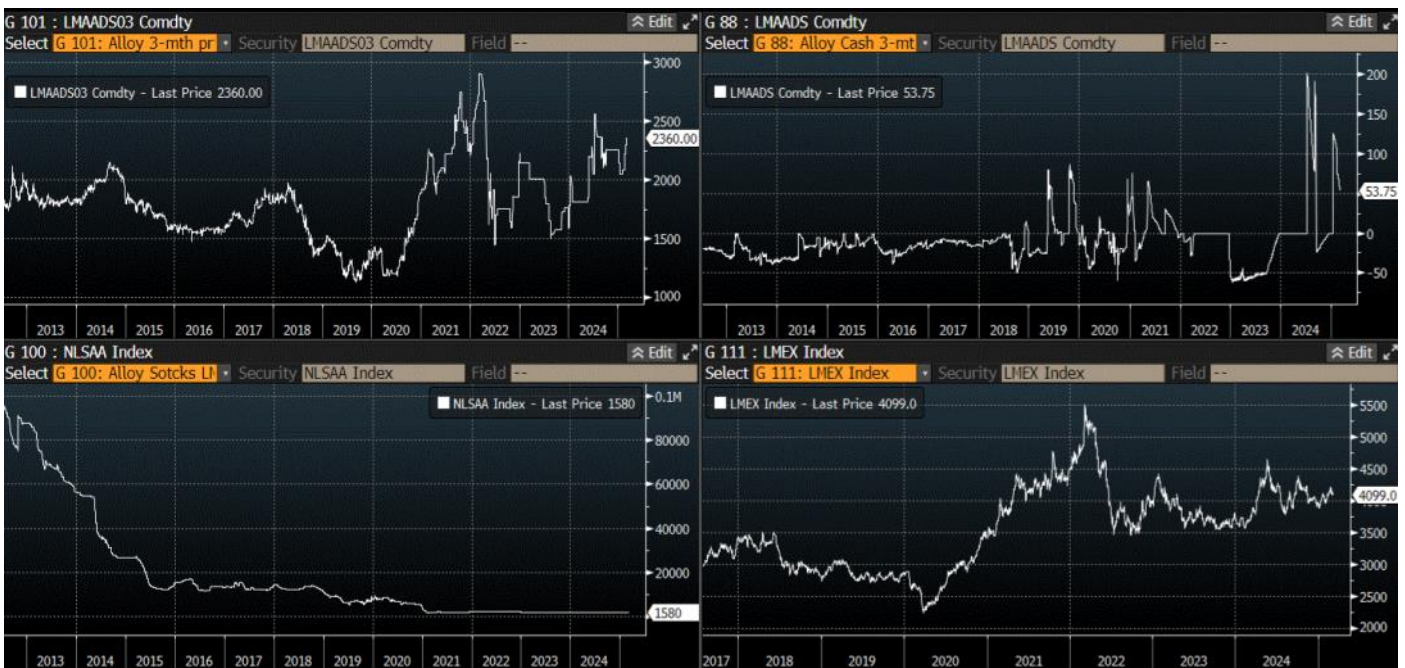 G 101 : LMAADS03 Comdty
Edit
Select G 101: Alloy 3-mth pr Security LMAADS03 Comdty Field --
LMAADS03 Comdty - Last Price 2360.00
3000
2500
2360.00
2000
1500
1000
2013 2014 2015 2016 2017 2018 2019 2020 2021 2022 2023 2024
G 88 : LMAADS Comdty
Edit
Select G 88: Alloy Cash 3-mt Security LMAADS Comdty Field --
LMAADS Comdty - Last Price 53.75
200
150
100
53.75
0
-50
2013 2014 2015 2016 2017 2018 2019 2020 2021 2022 2023 2024
G 100 : NLSAA Index
Edit
Select G 100: Alloy Sotcks LM Security NLSAA Index Field --
NLSAA Index - Last Price 1580
0.1M
80000
60000
40000
20000
1580
2013 2014 2015 2016 2017 2018 2019 2020 2021 2022 2023 2024
G 111 : LMEX Index
Edit
Select G 111: LMEX Index Security LMEX Index Field --
LMEX Index - Last Price 4099.0
5500
5000
4500
4099.0
3500
3000
2500
2000
2017 2018 2019 2020 2021 2022 2023 2024